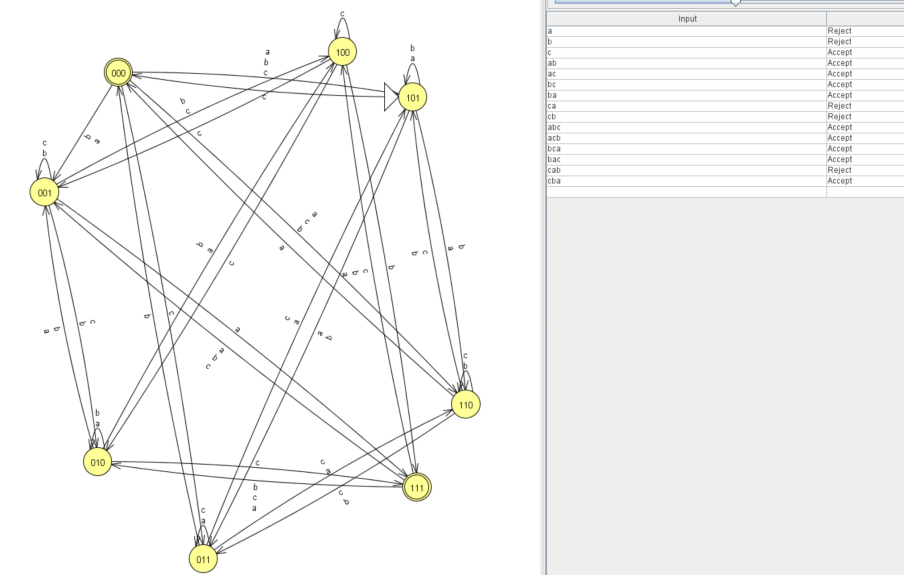 c
b
a
100
a
b
c
000
101
c
b
c
c
b
a
c
b
001
a
c
b
b
a
c
a
a
b
c
b
b
c
a
b
a
b
b
c
b
c
c
a
a
b
a
a
b
c
c
b
110
b
a
010
c
b
c
a
c
a
c
b
111
c
a
011
Input
a Reject
b Reject
c Accept
ab Accept
ac Accept
bc Accept
ba Accept
ca Reject
cb Reject
abc Accept
acb Accept
bca Accept
bac Accept
cab Reject
cba Accept